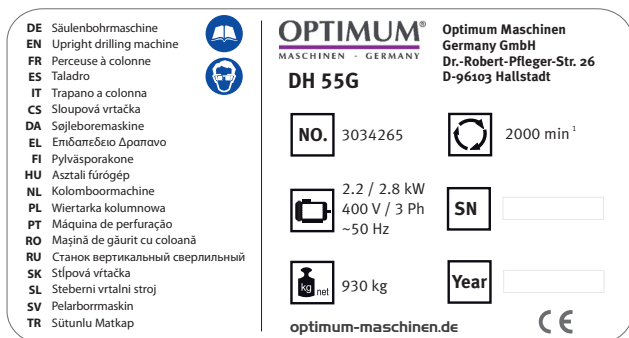 DE Säulenbohrmaschine
EN Upright drilling machine
FR Perceuse à colonne
ES Taladro
IT Trapano a colonna
CS Sloupová vrtačka
DA Søjleboremaskine
EL Επιδαπεδειο Δραπανο
FI Pylväsporakone
HU Asztali fúrógép
NL Kolomboormachine
PL Wiertarka kolumnowa
PT Máquina de perfuração
RO Mașină de găurit cu coloană
RU Станок вертикальный сверлильный
SK Stĺpová vŕtačka
SL Steberni vrtalni stroj
SV Pelarborrmaskin
TR Sütunlu Matkap
OPTIMUM®
MASCHINEN - GERMANY
DH 55G
Optimum Maschinen
Germany GmbH
Dr.-Robert-Pfleger-Str. 26
D-96103 Hallstadt
NO. 3034265
2000 min ¹
2.2 / 2.8 kW
400 V / 3 Ph
~50 Hz
SN
kg net 930 kg
Year
optimum-maschinen.de
CE